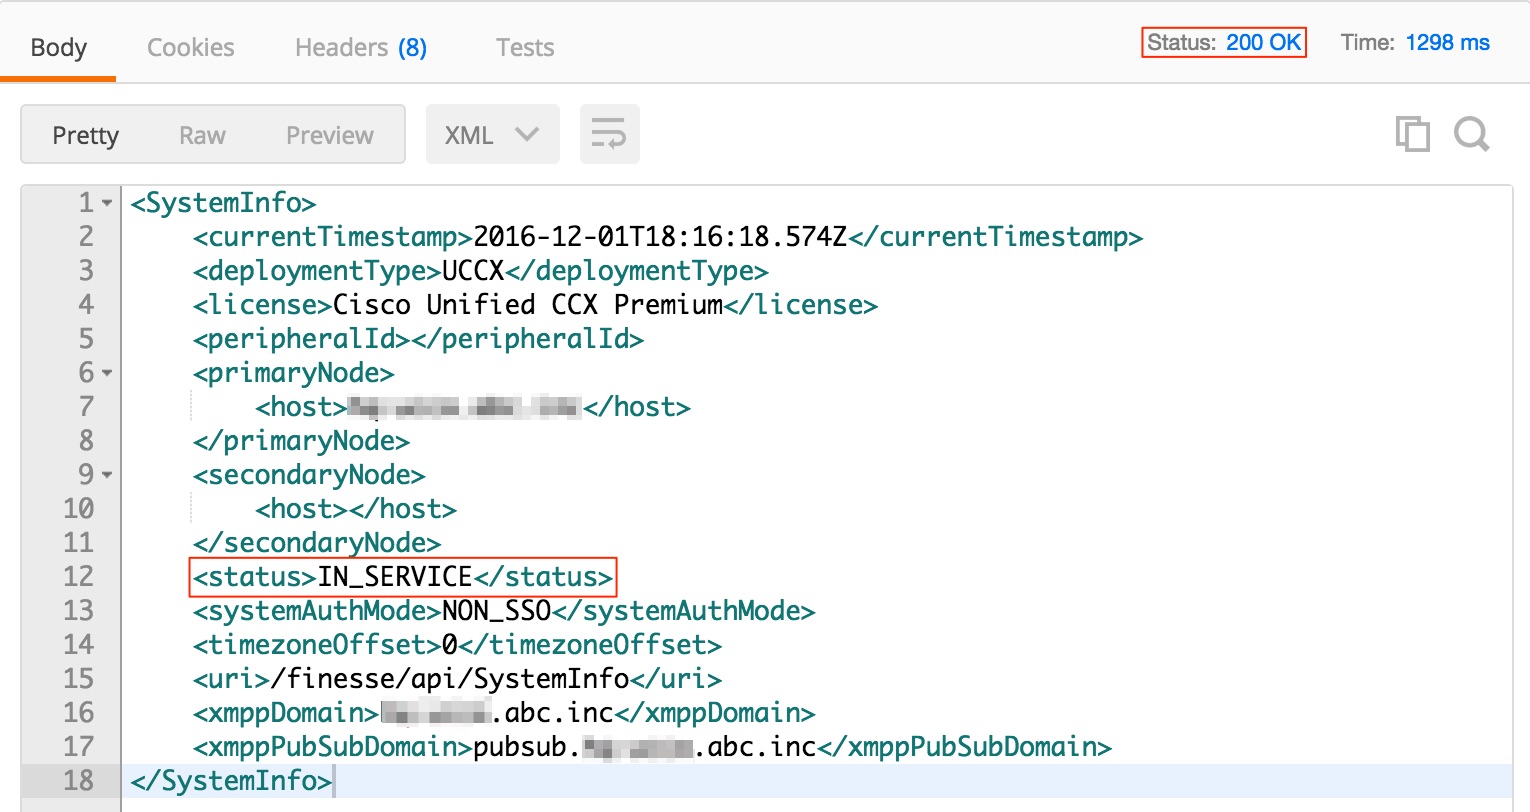 Body Cookies Headers (8) Tests Status: 200 OK Time: 1298 ms
Pretty Raw Preview XML
1 <SystemInfo>
2 <currentTimestamp>2016-12-01T18:16:18.574Z</currentTimestamp>
3 <deploymentType>UCCX</deploymentType>
4 <license>Cisco Unified CCX Premium</license>
5 <peripheralId></peripheralId>
6 <primaryNode>
7 <host></host>
8 </primaryNode>
9 <secondaryNode>
10 <host></host>
11 </secondaryNode>
12 <status>IN_SERVICE</status>
13 <systemAuthMode>NON_SSO</systemAuthMode>
14 <timezoneOffset>0</timezoneOffset>
15 <uri>/finesse/api/SystemInfo</uri>
16 <xmppDomain>.abc.inc</xmppDomain>
17 <xmppPubSubDomain>pubsub..abc.inc</xmppPubSubDomain>
18 </SystemInfo>